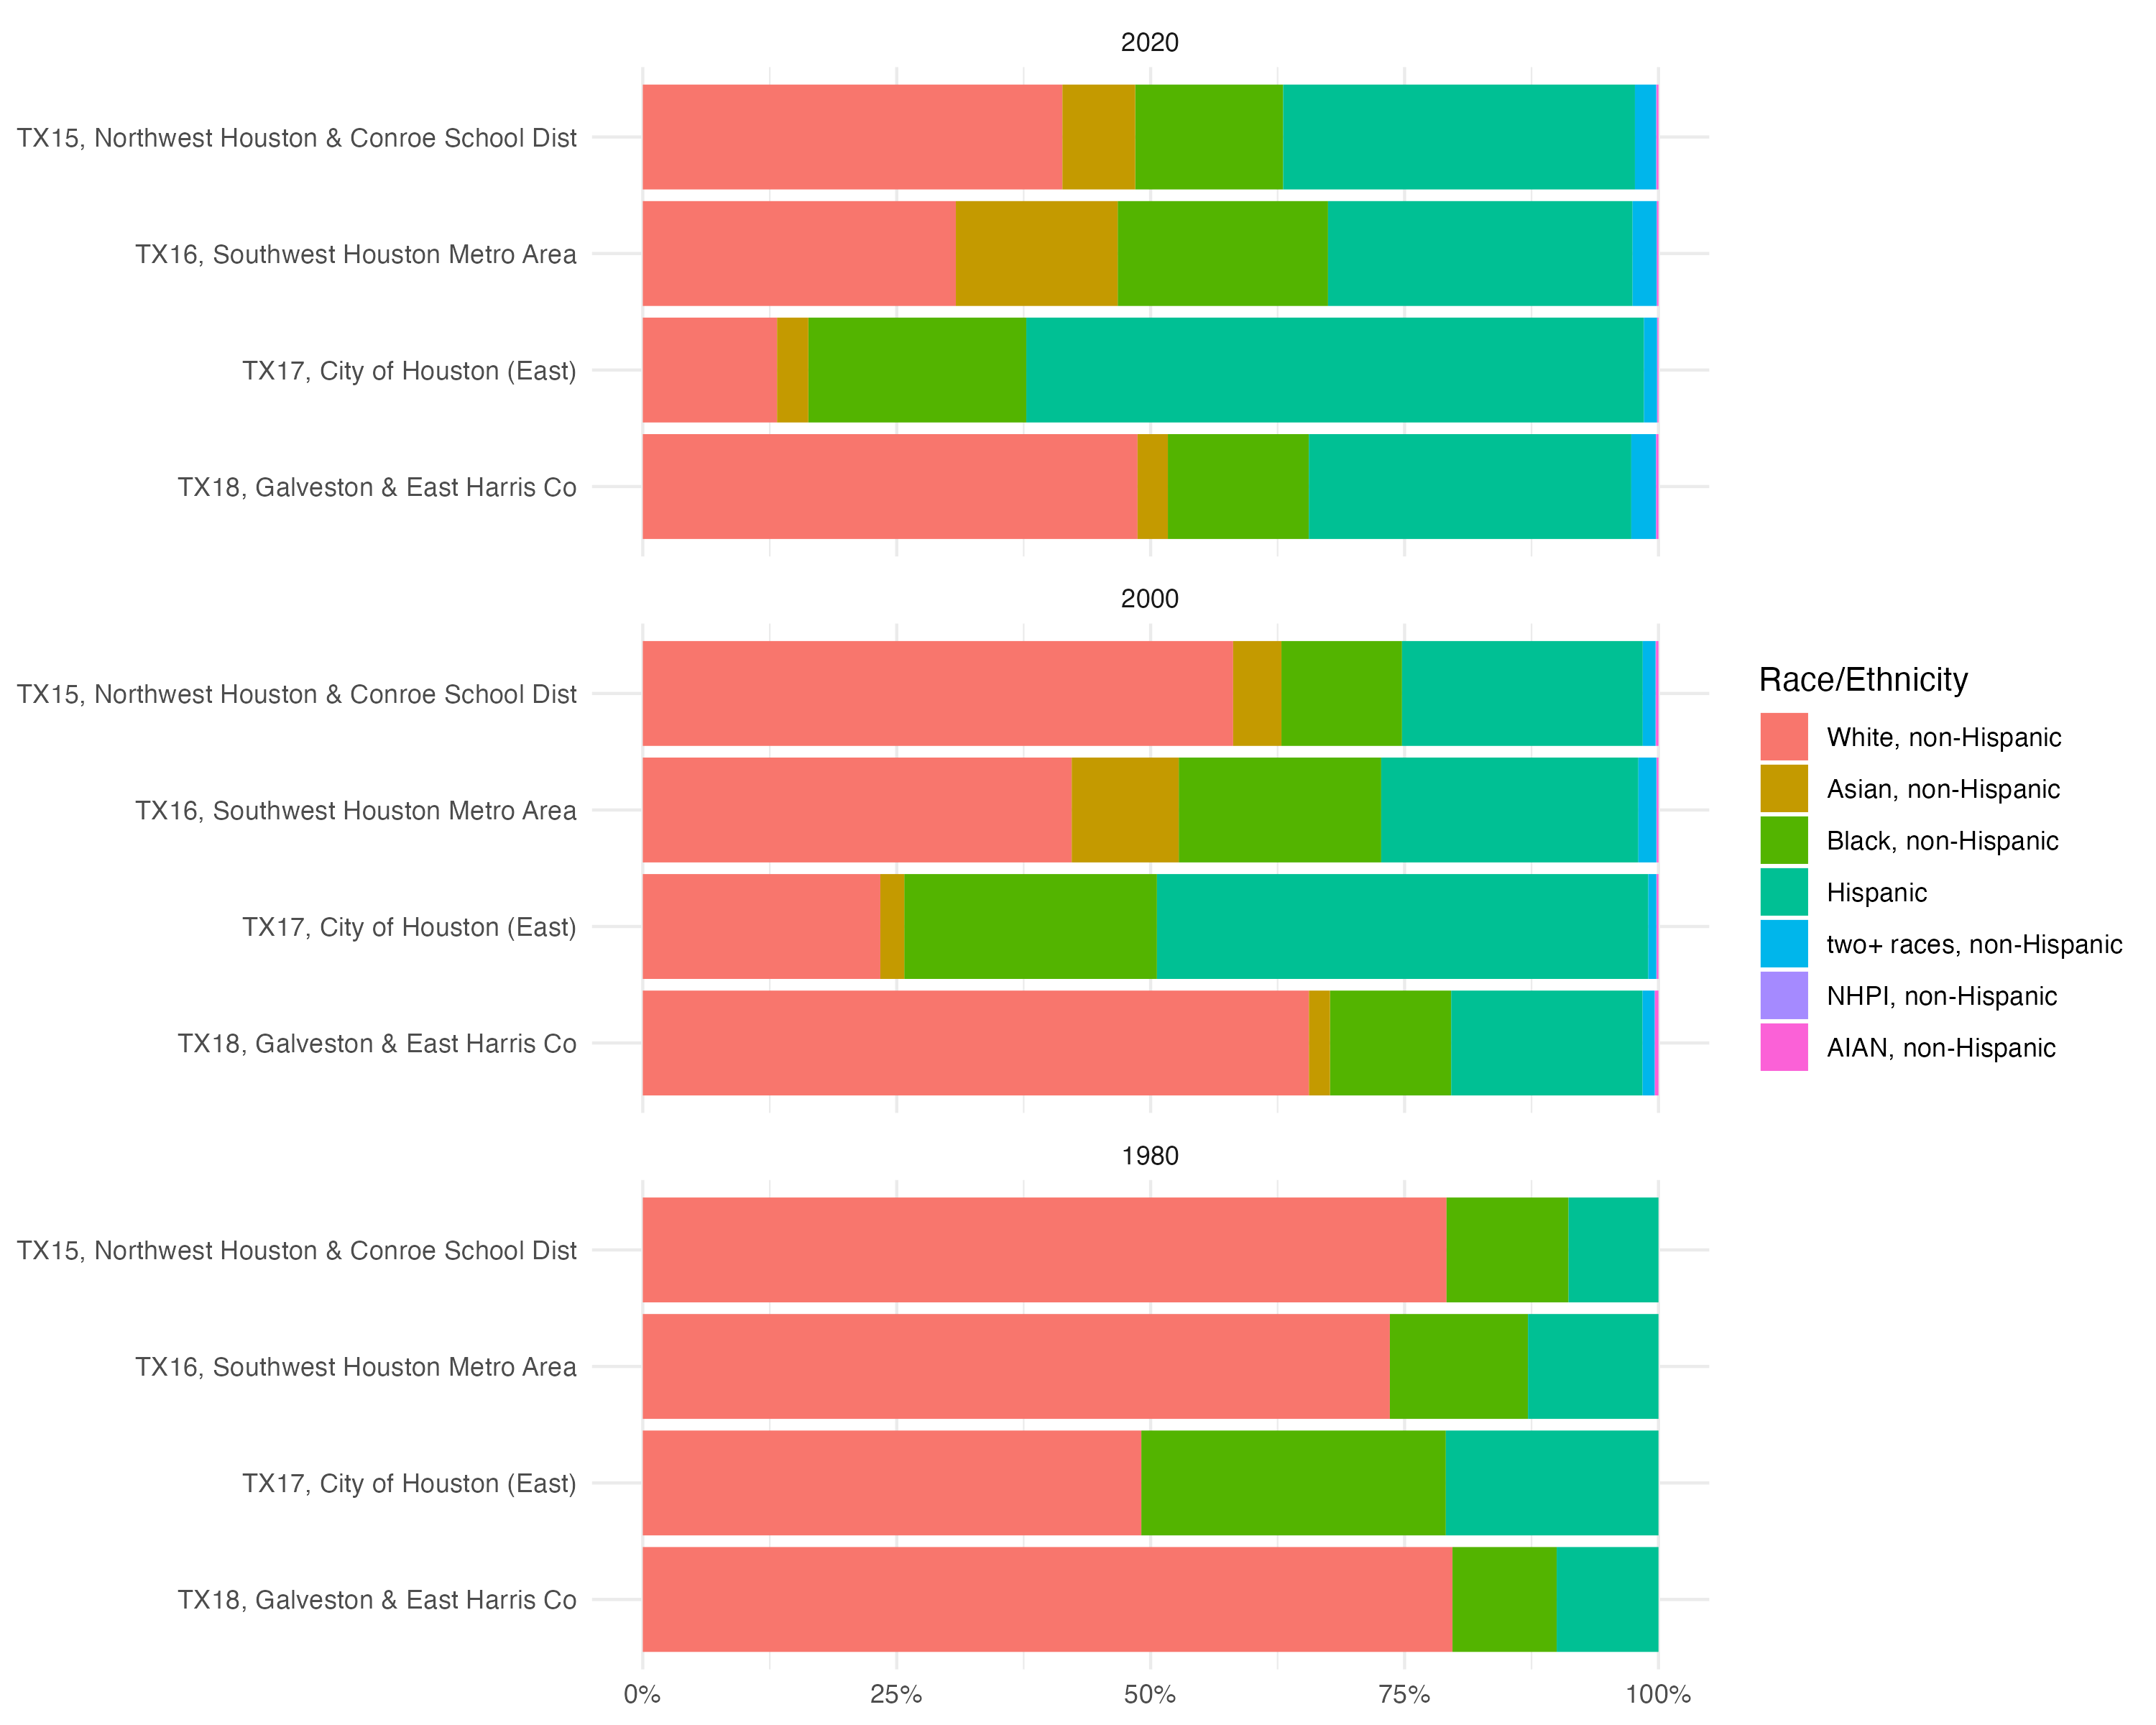 2020
TX15, Northwest Houston & Conroe School Dist
TX16, Southwest Houston Metro Area
TX17, City of Houston (East)
TX18, Galveston & East Harris Co
2000
TX15, Northwest Houston & Conroe School Dist
TX16, Southwest Houston Metro Area
TX17, City of Houston (East)
TX18, Galveston & East Harris Co
1980
TX15, Northwest Houston & Conroe School Dist
TX16, Southwest Houston Metro Area
TX17, City of Houston (East)
TX18, Galveston & East Harris Co
0% 25% 50% 75% 100%
Race/Ethnicity
White, non-Hispanic
Asian, non-Hispanic
Black, non-Hispanic
Hispanic
two+ races, non-Hispanic
NHPI, non-Hispanic
AIAN, non-Hispanic